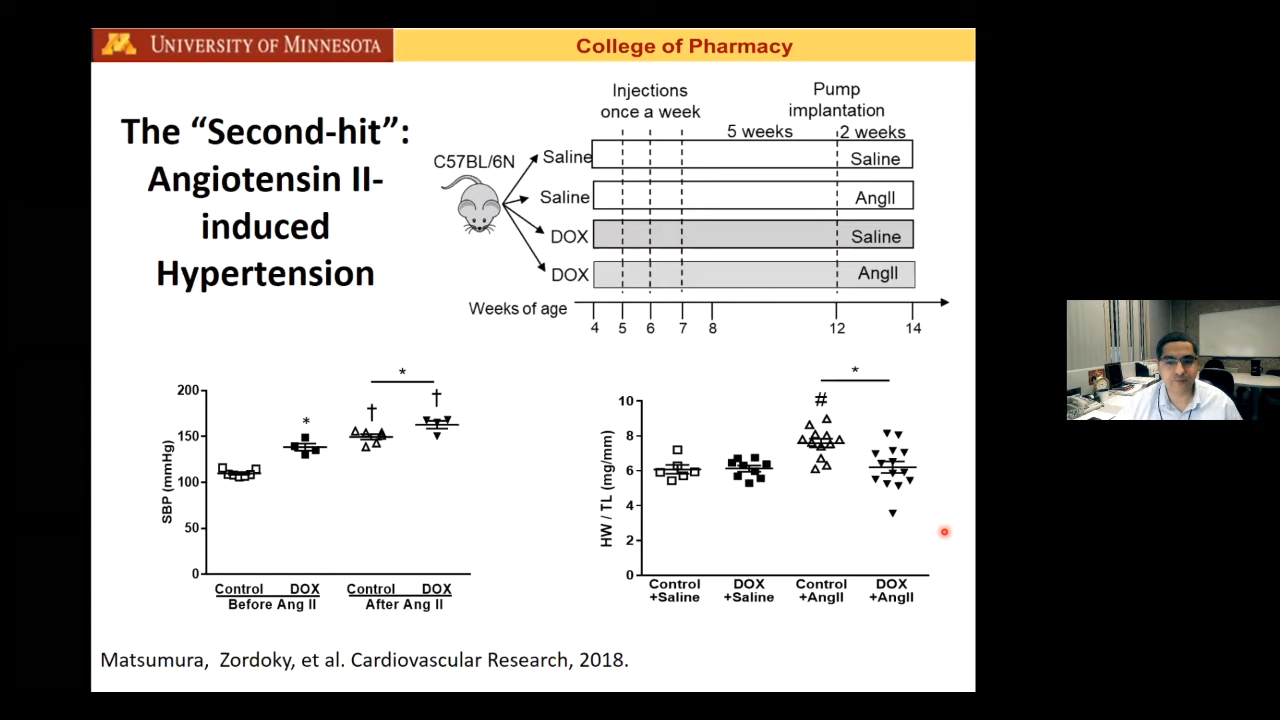 UNIVERSITY OF MINNESOTA
College of Pharmacy
The “Second-hit”:
Angiotensin II-
induced
Hypertension
Injections
once a week
Pump
implantation
5 weeks
2 weeks
C57BL/6N
Saline
Saline
Saline
AngII
DOX
Saline
DOX
AngII
Weeks of age
4 5 6 7 8 12 14
*
200
150
100
50
0
SBP (mmHg)
*
†
†
Control DOX Control DOX
Before Ang II After Ang II
*
#
10
8
6
4
2
0
HW / TL (mg/mm)
Control DOX Control DOX
+Saline +Saline +AngII +AngII
Matsumura, Zordoky, et al. Cardiovascular Research, 2018.